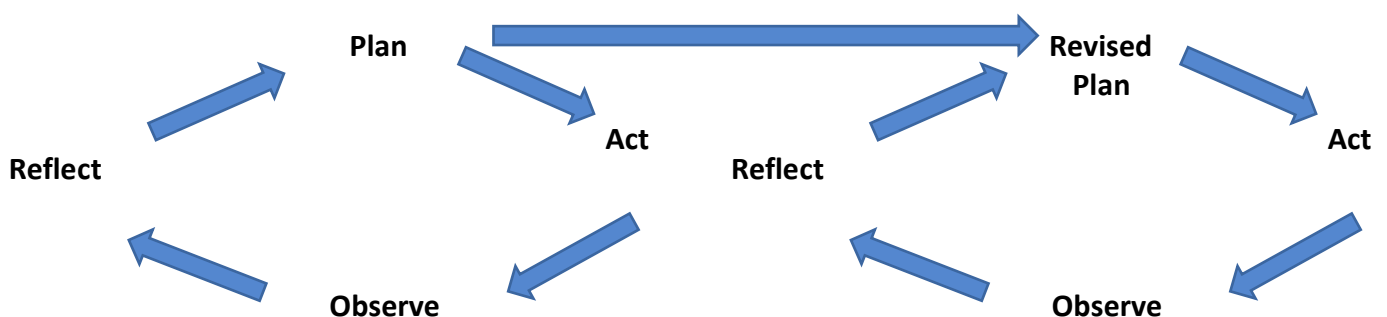 Plan
Revised
Plan
Act
Act
Reflect
Reflect
Observe
Observe